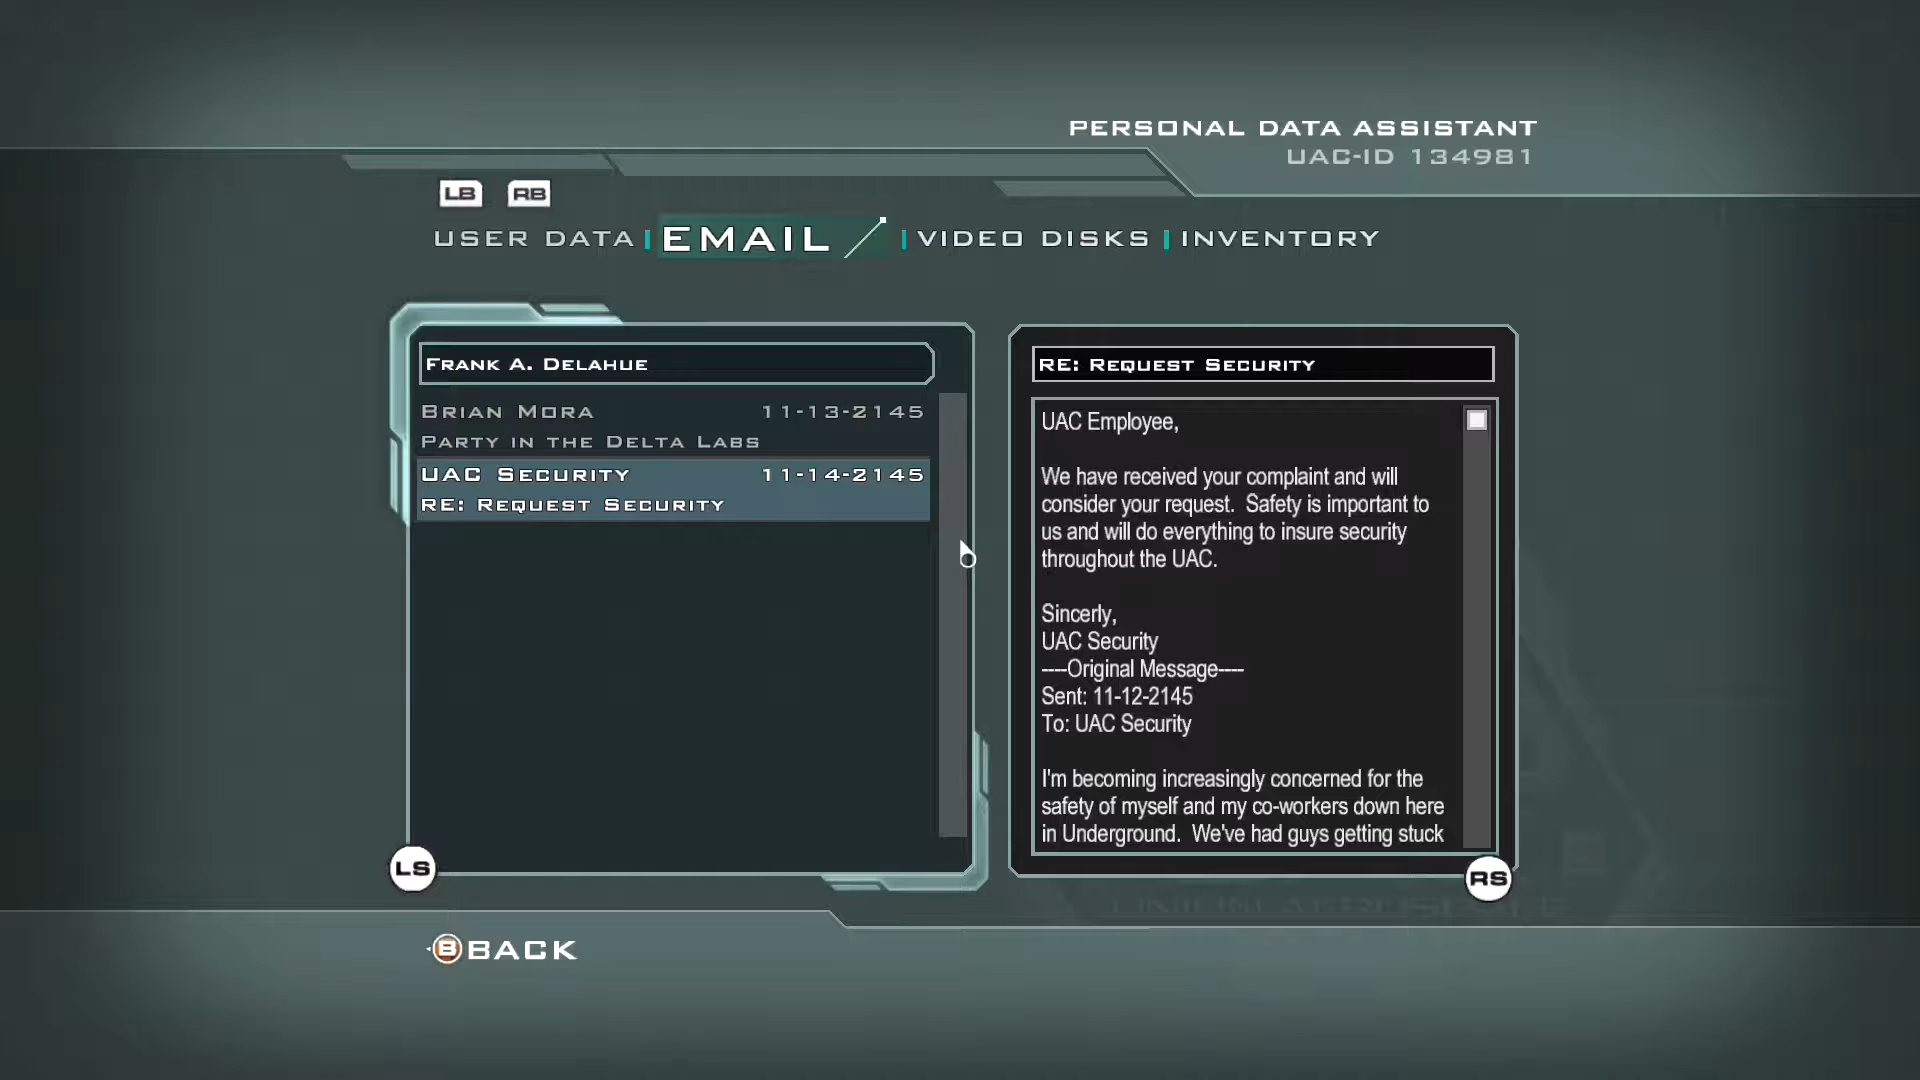 PERSONAL DATA ASSISTANT
UAC-ID 134981
LB RB
USER DATA EMAIL VIDEO DISKS INVENTORY
FRANK A. DELAHUE
BRIAN MORA 11-13-2145
PARTY IN THE DELTA LABS
UAC SECURITY 11-14-2145
RE: REQUEST SECURITY
LS
RE: REQUEST SECURITY
UAC Employee,
We have received your complaint and will
consider your request.  Safety is important to
us and will do everything to insure security
throughout the UAC.
Sincerly,
UAC Security
----Original Message----
Sent: 11-12-2145
To: UAC Security
I'm becoming increasingly concerned for the
safety of myself and my co-workers down here
in Underground.  We've had guys getting stuck
RS
B BACK